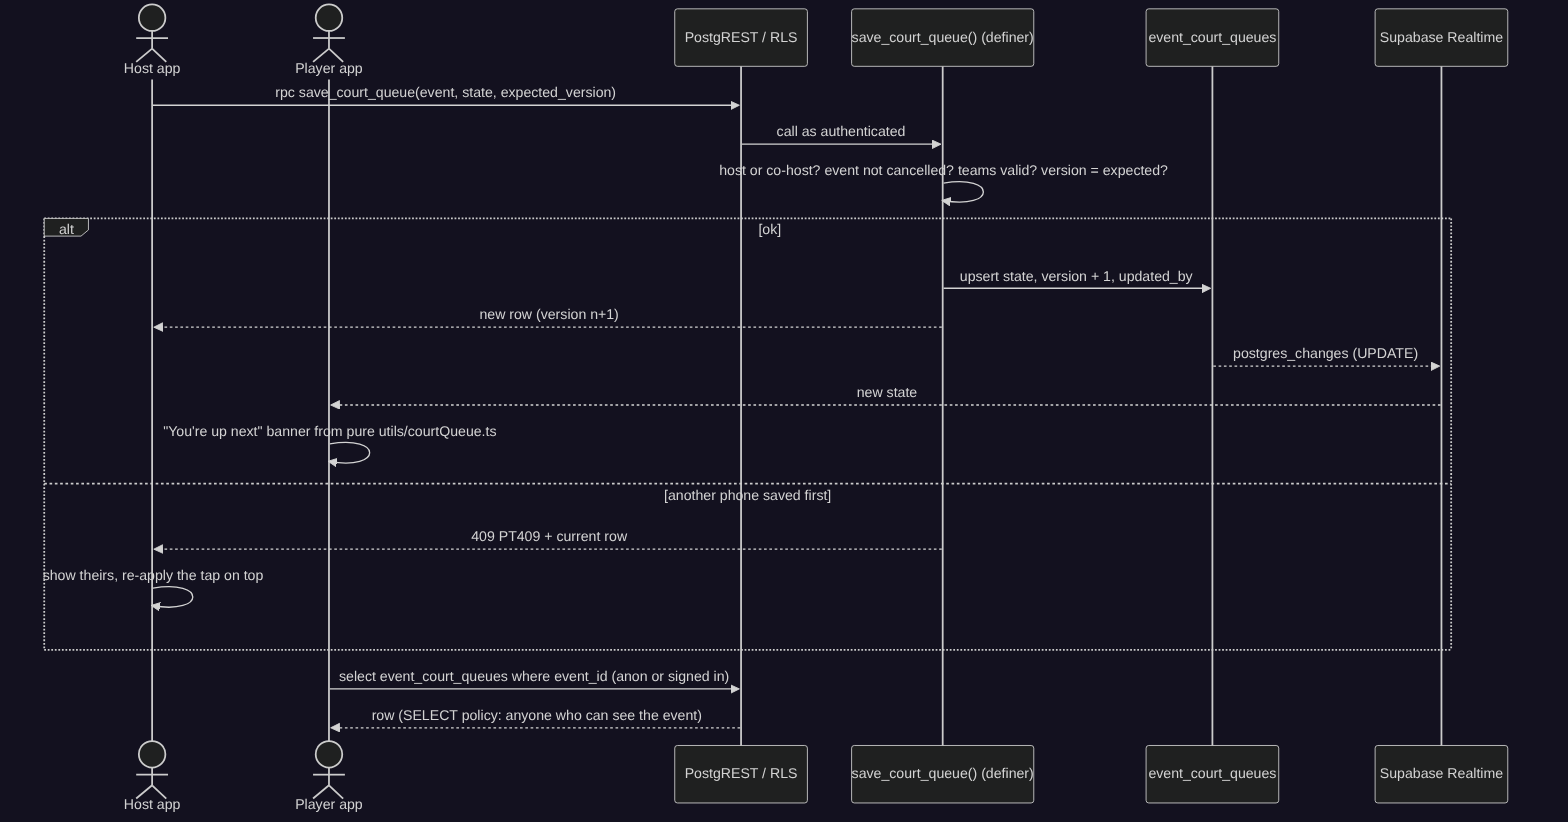 Host app
Player app
PostgREST / RLS
save_court_queue() (definer)
event_court_queues
Supabase Realtime
rpc save_court_queue(event, state, expected_version)
call as authenticated
host or co-host? event not cancelled? teams valid? version = expected?
alt
[ok]
upsert state, version + 1, updated_by
new row (version n+1)
postgres_changes (UPDATE)
new state
"You're up next" banner from pure utils/courtQueue.ts
[another phone saved first]
409 PT409 + current row
show theirs, re-apply the tap on top
select event_court_queues where event_id (anon or signed in)
row (SELECT policy: anyone who can see the event)
Host app
Player app
PostgREST / RLS
save_court_queue() (definer)
event_court_queues
Supabase Realtime